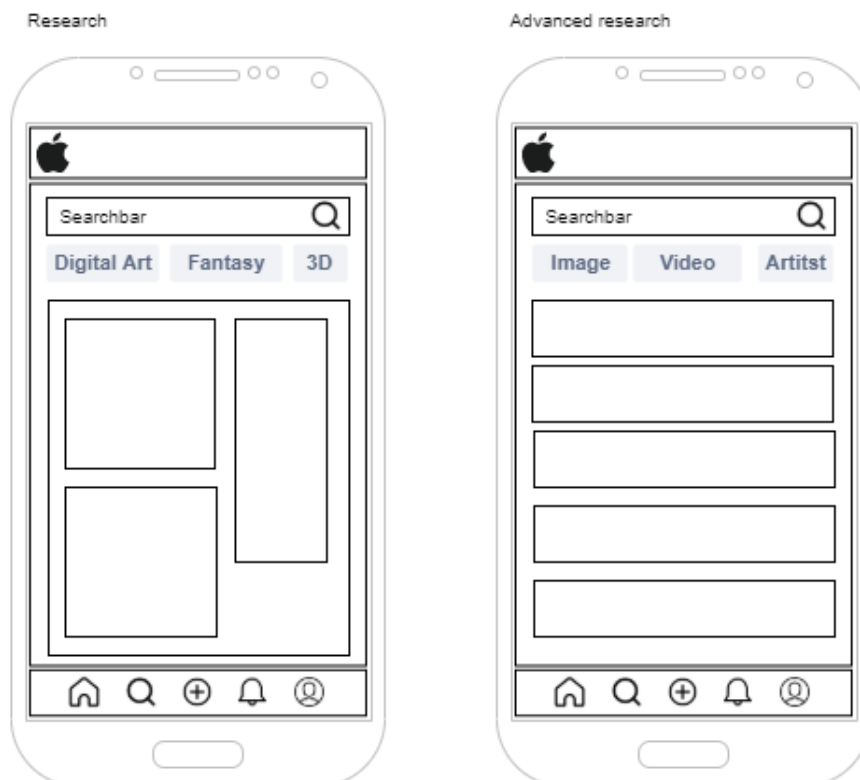 Research
Advanced research
Searchbar
Digital Art Fantasy 3D
Searchbar
Image Video Artitst